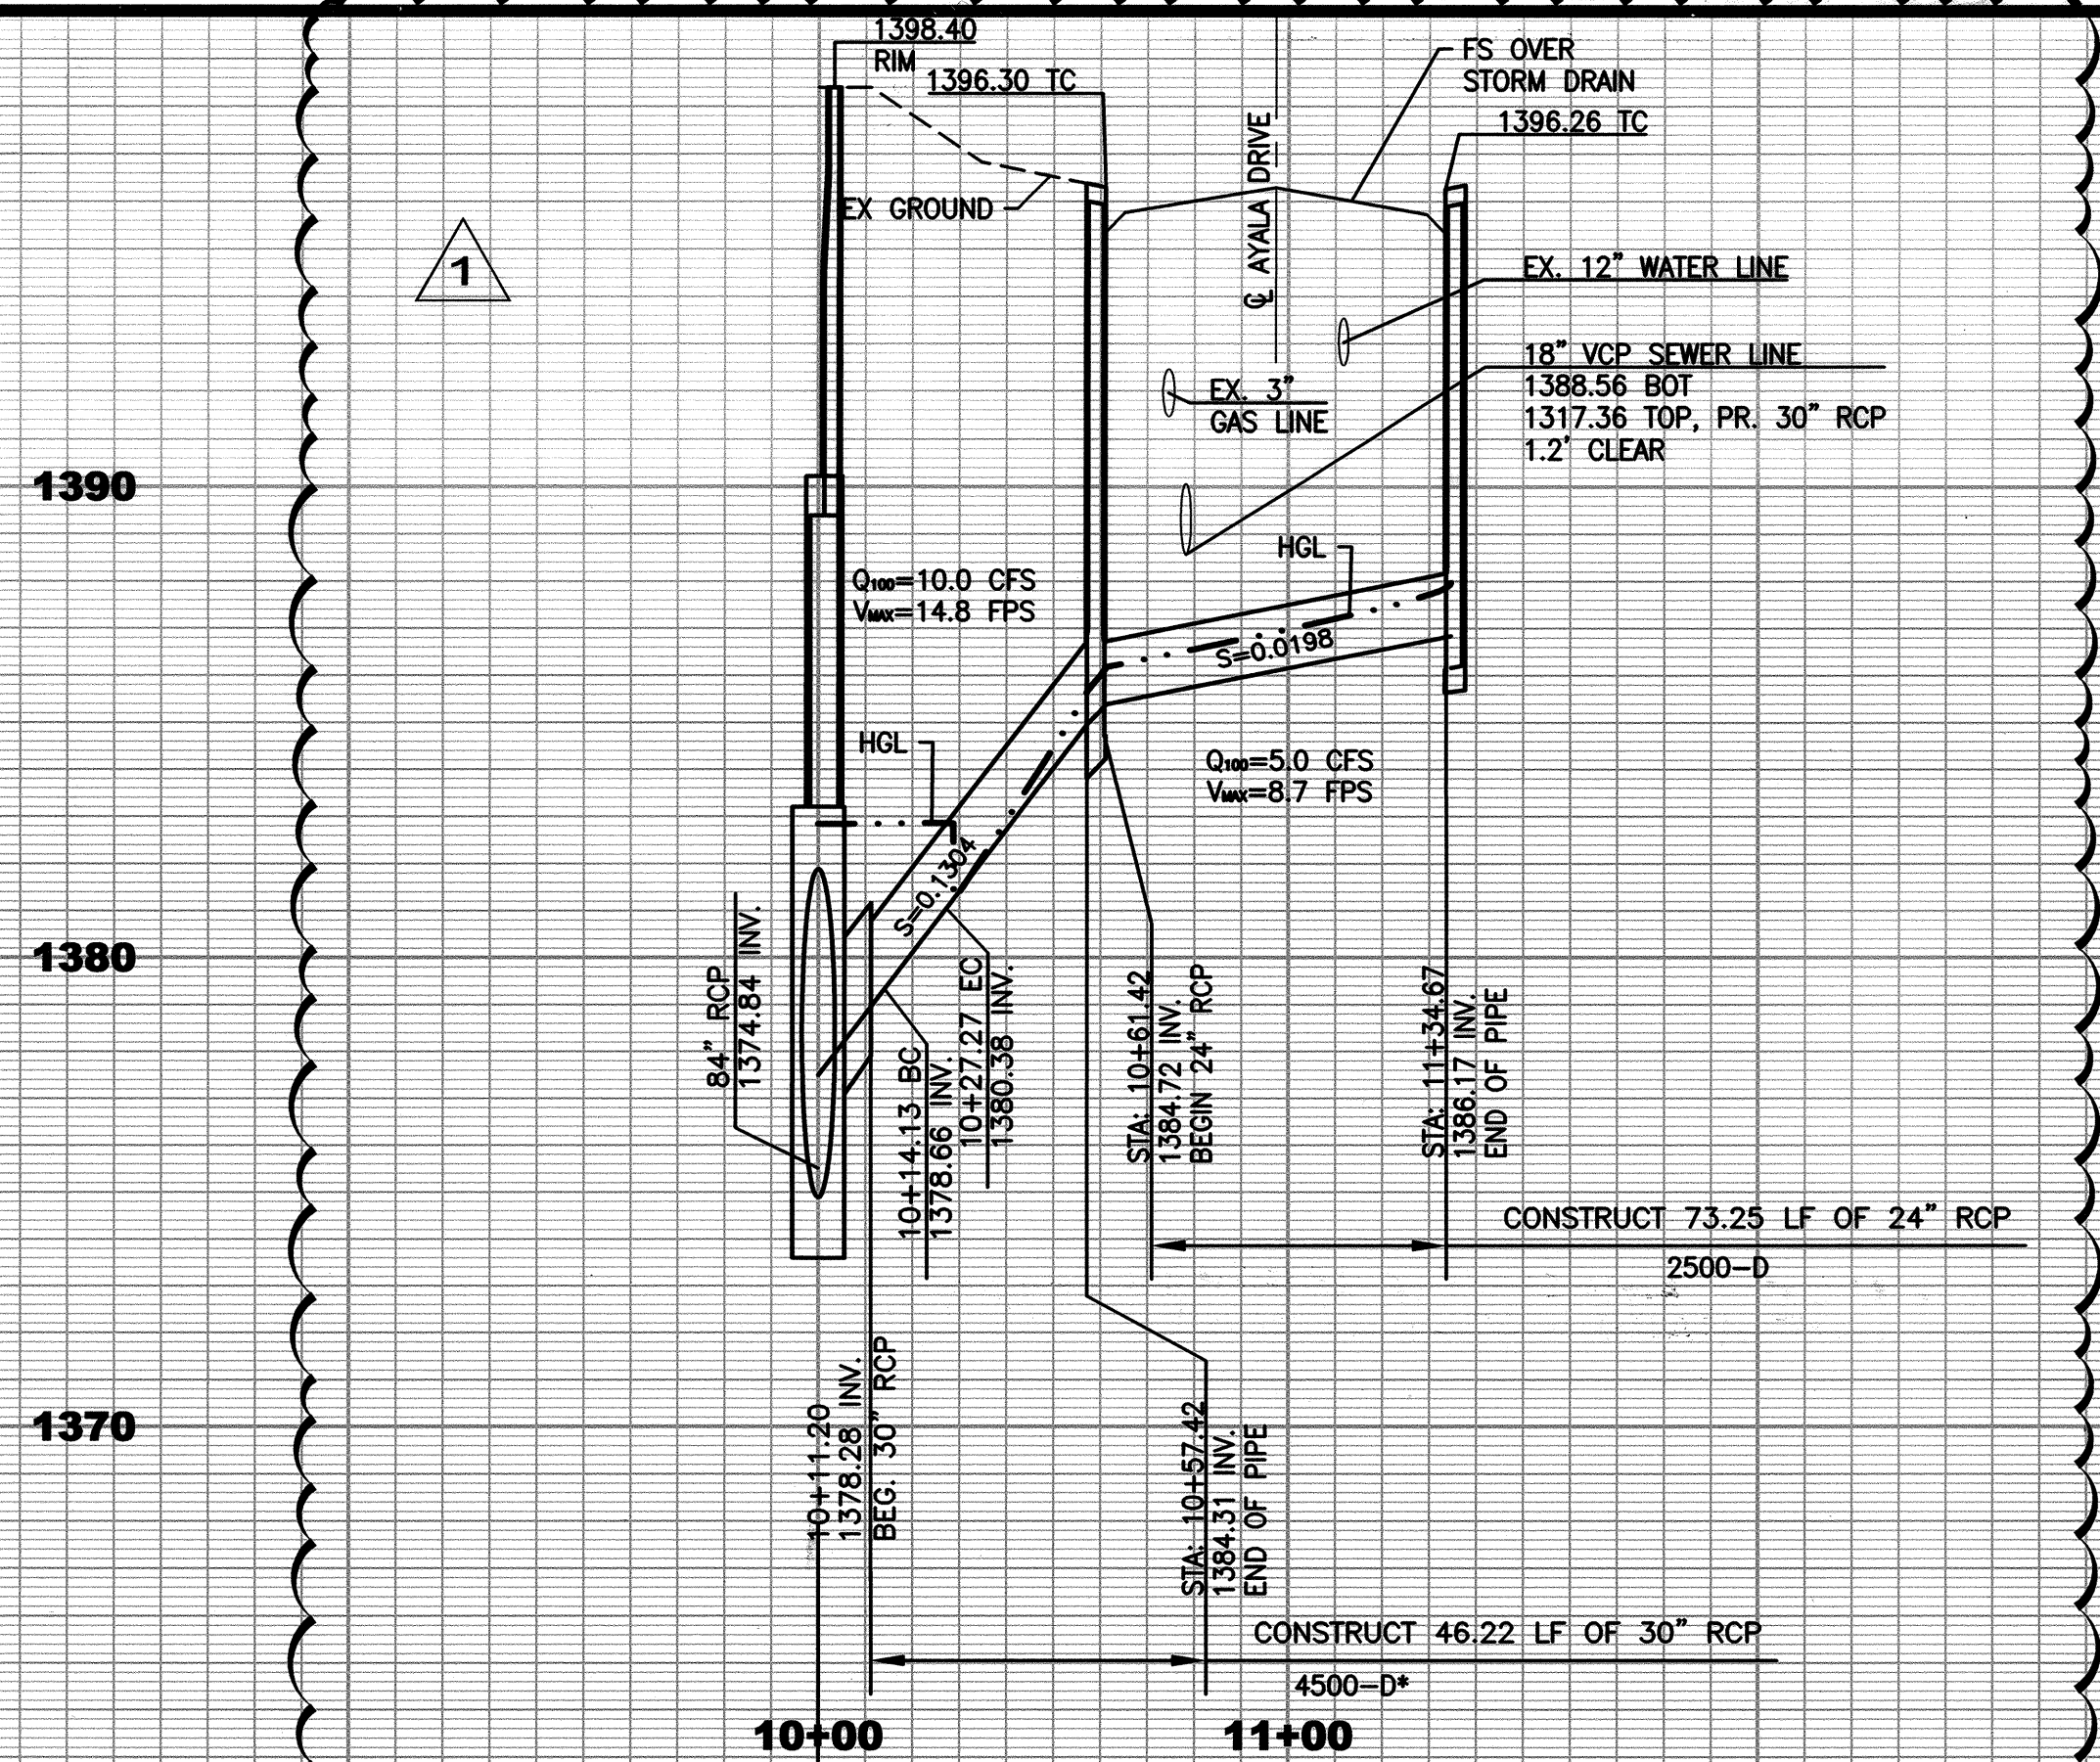 1398.40
RIM
1396.30 TC
FS OVER
STORM DRAIN
1396.26 TC
EX GROUND
℄ AYALA DRIVE
1
EX. 12" WATER LINE
18" VCP SEWER LINE
1388.56 BOT
1317.36 TOP, PR. 30" RCP
1.2' CLEAR
EX. 3"
GAS LINE
1390
HGL
Q100=10.0 CFS
VMAX=14.8 FPS
S=0.0198
HGL
Q100=5.0 CFS
VMAX=8.7 FPS
S=0.1304
1380
84" RCP
1374.84 INV.
10+14.13 BC
1378.66 INV.
10+27.27 EC
1380.38 INV.
STA: 10+61.42
1384.72 INV.
BEGIN 24" RCP
STA: 11+34.67
1386.17 INV.
END OF PIPE
CONSTRUCT 73.25 LF OF 24" RCP
2500-D
1370
10+11.20
1378.28 INV.
BEG. 30" RCP
STA: 10+57.42
1384.31 INV.
END OF PIPE
CONSTRUCT 46.22 LF OF 30" RCP
4500-D*
10+00
11+00